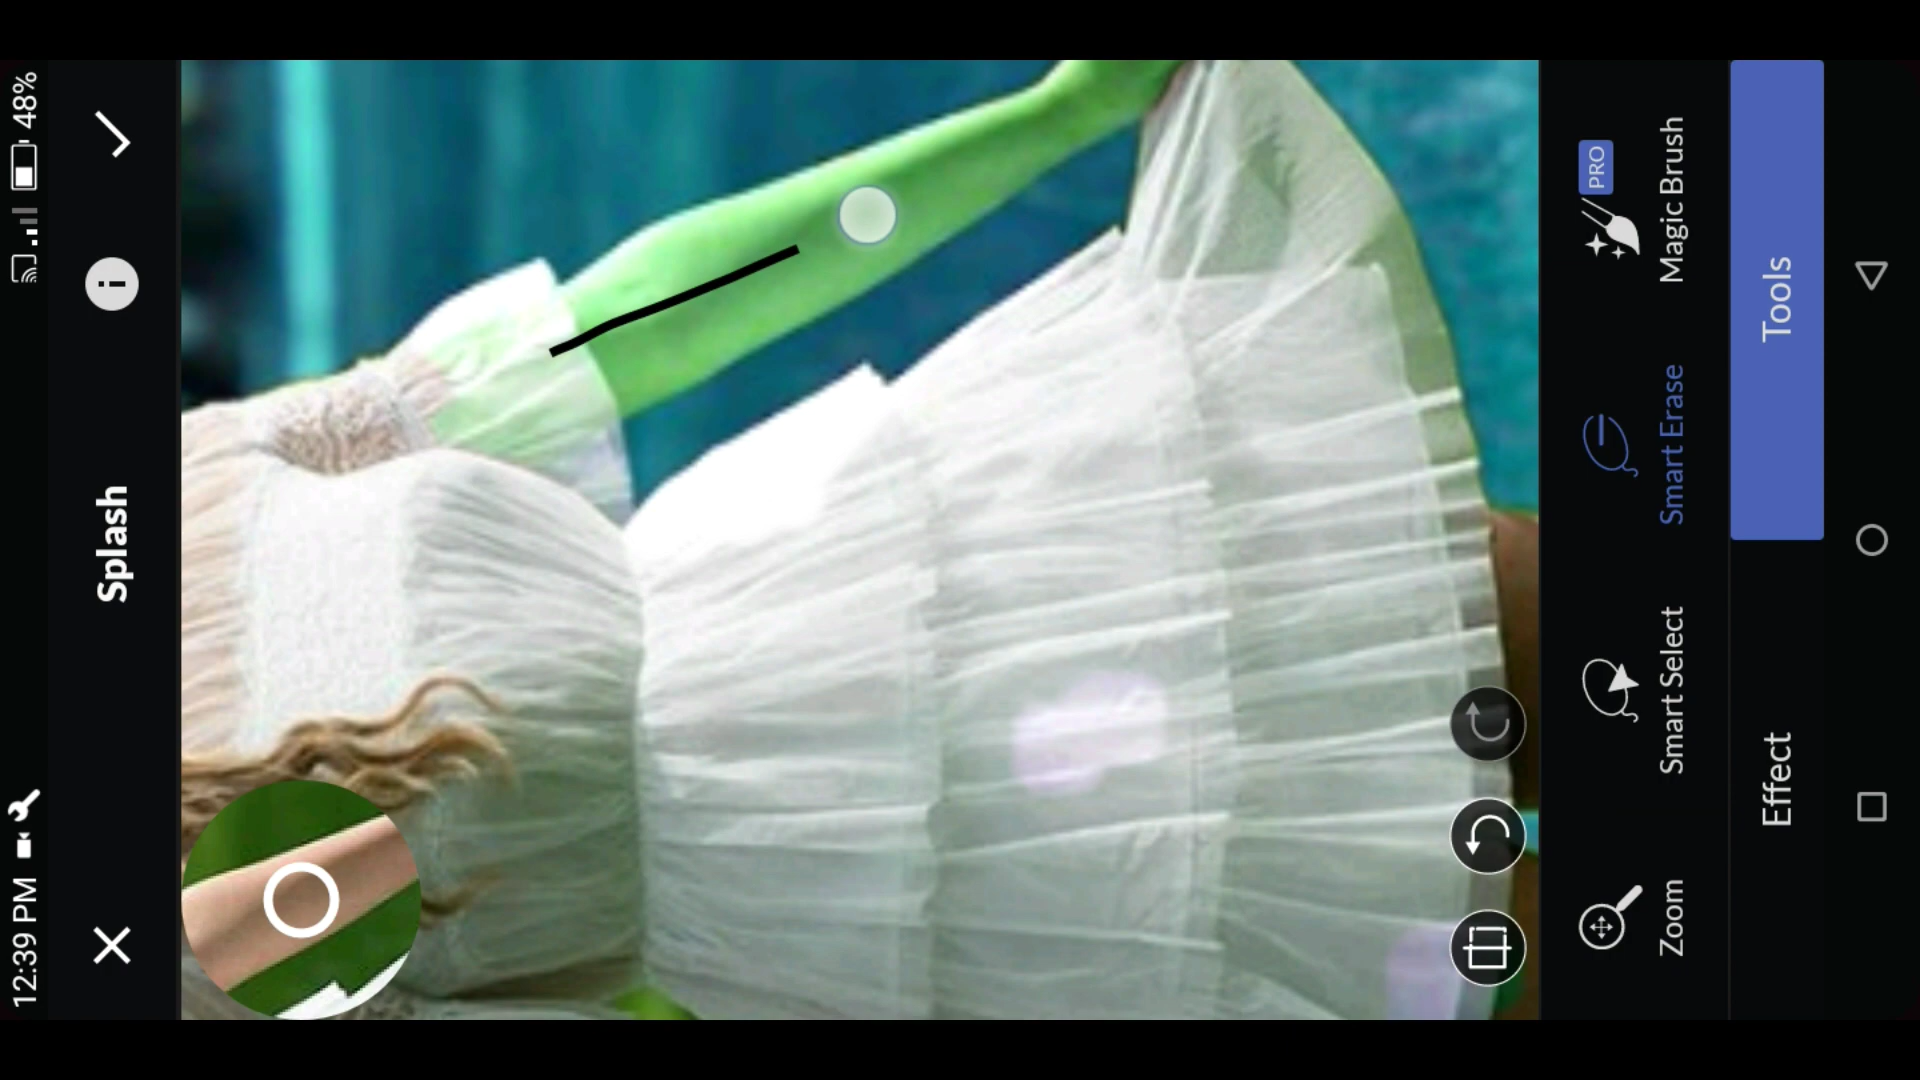 12:39 PM
48%
Splash
Zoom
Smart Select
Smart Erase
PRO
Magic Brush
Effect
Tools